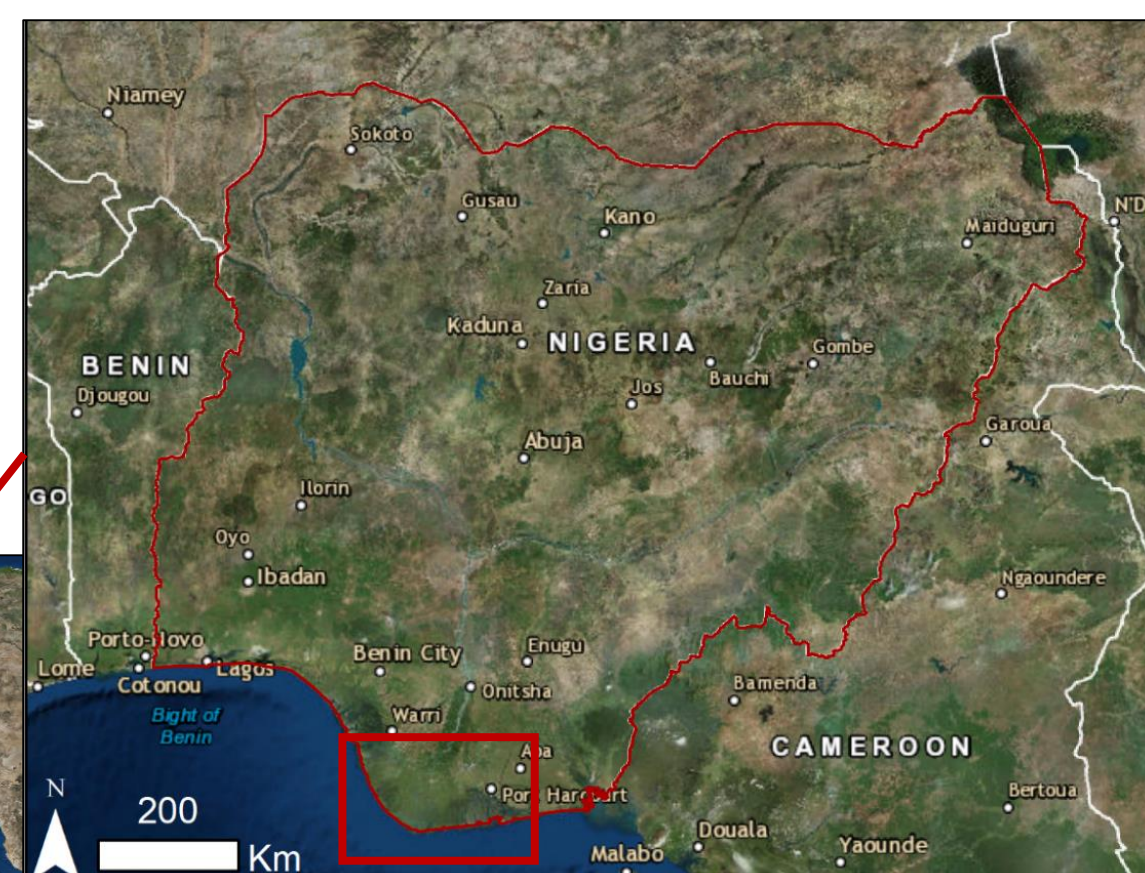 Niamey
Sokoto
Gusau
Kano
N'D
Maiduguri
Zaria
Kaduna
NIGERIA
Gombe
BENIN
Bauchi
Djougou
Jos
Garoua
Abuja
GO
Ilorin
Oyo
Ibadan
Ngaoundere
Porto-Novo
Enugu
Benin City
Lome
Lagos
Cotonou
Onitsha
Bamenda
Bight of
Benin
Warri
CAMEROON
Aba
N
Port Harcourt
Bertoua
200
Douala
Yaounde
Km
Malabo